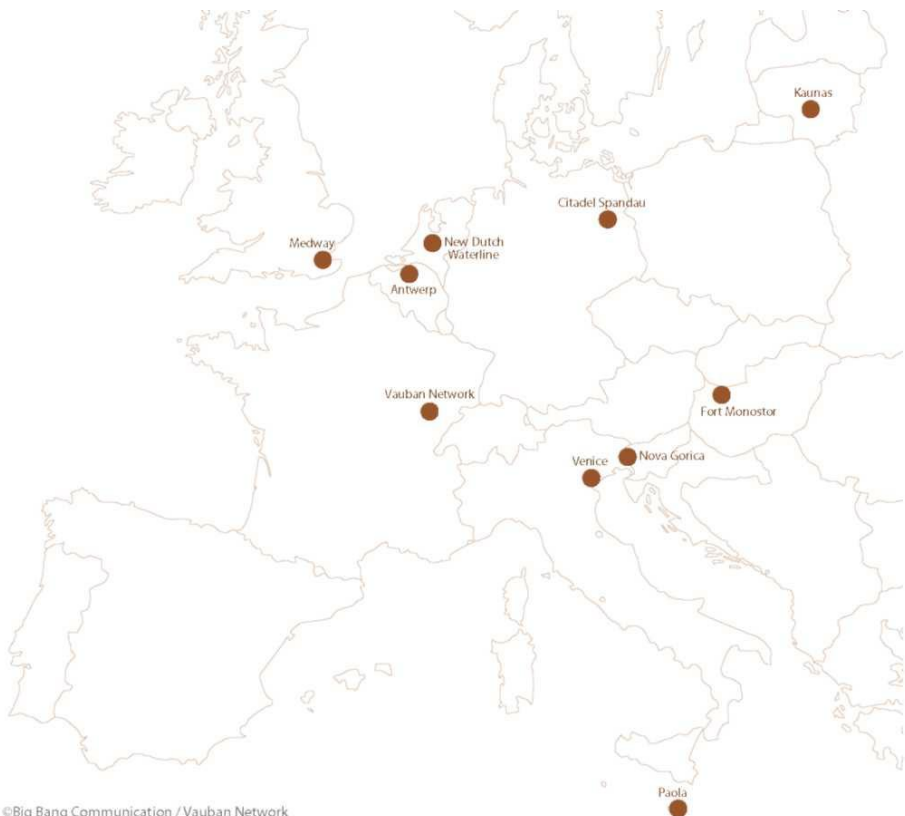 Kaunas
Citadel Spandau
Medway
New Dutch
Waterline
Antwerp
Vauban Network
Fort Monostor
Venice
Nova Gorica
Paola
©Big Bang Communication / Vauban Network